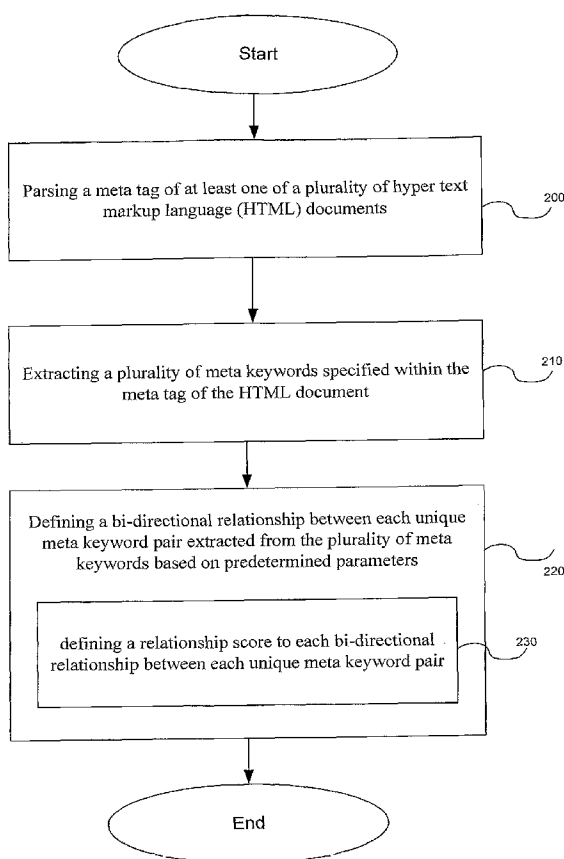 Start
Parsing a meta tag of at least one of a plurality of hyper text
markup language (HTML) documents
200
Extracting a plurality of meta keywords specified within the
meta tag of the HTML document
210
Defining a bi-directional relationship between each unique
meta keyword pair extracted from the plurality of meta
keywords based on predetermined parameters
220
defining a relationship score to each bi-directional
relationship between each unique meta keyword pair
230
End